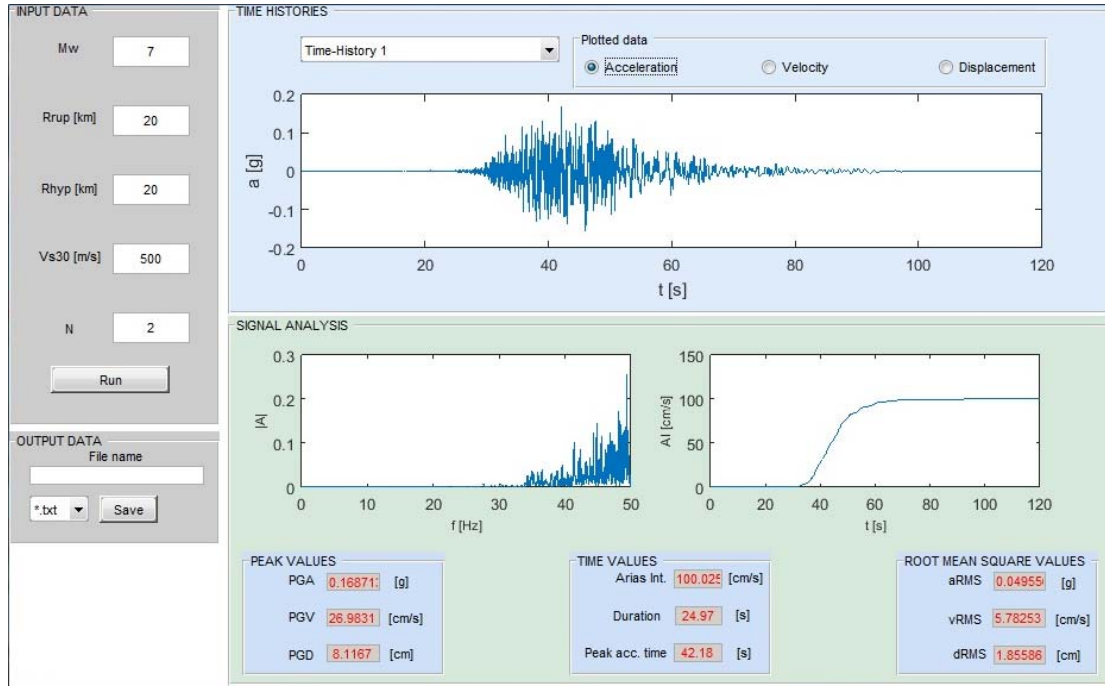 INPUT DATA
Mw 7
Rrup [km] 20
Rhyp [km] 20
Vs30 [m/s] 500
N 2
Run
OUTPUT DATA
File name
*.txt Save
TIME HISTORIES
Time-History 1
Plotted data
Acceleration Velocity Displacement
0.2
0.1
0
-0.1
-0.2
a [g]
0 20 40 60 80 100 120
t [s]
SIGNAL ANALYSIS
0.3
0.2
0.1
0
|A|
0 10 20 30 40 50
f [Hz]
150
100
50
0
AI [cm/s]
0 20 40 60 80 100 120
t [s]
PEAK VALUES
PGA [g]
PGV 26.9831 [cm/s]
PGD 8.1167 [cm]
TIME VALUES
Arias Int. 100.025 [cm/s]
Duration 24.97 [s]
Peak acc. time 42.18 [s]
ROOT MEAN SQUARE VALUES
aRMS [g]
vRMS 5.78253 [cm/s]
dRMS 1.85586 [cm]